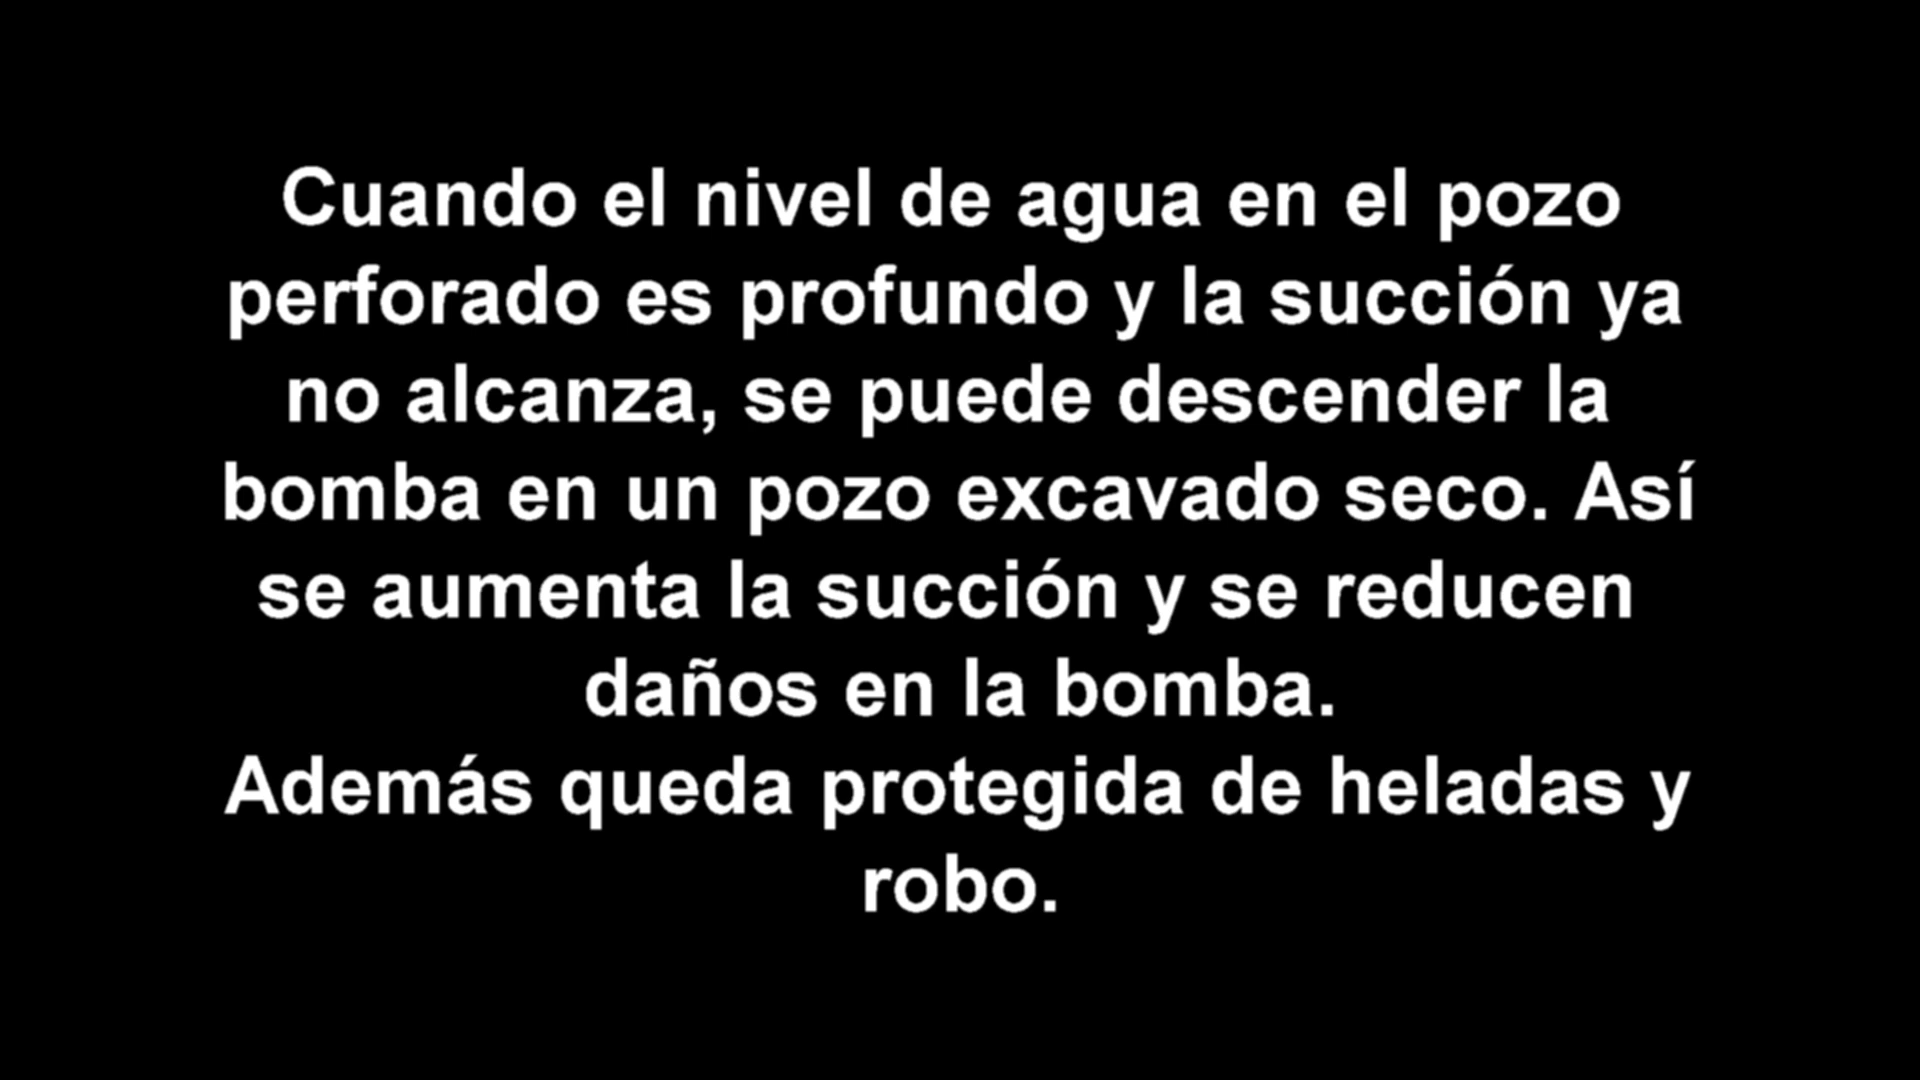 Cuando el nivel de agua en el pozo
perforado es profundo y la succión ya
no alcanza, se puede descender la
bomba en un pozo excavado seco. Así
se aumenta la succión y se reducen
daños en la bomba.
Además queda protegida de heladas y
robo.